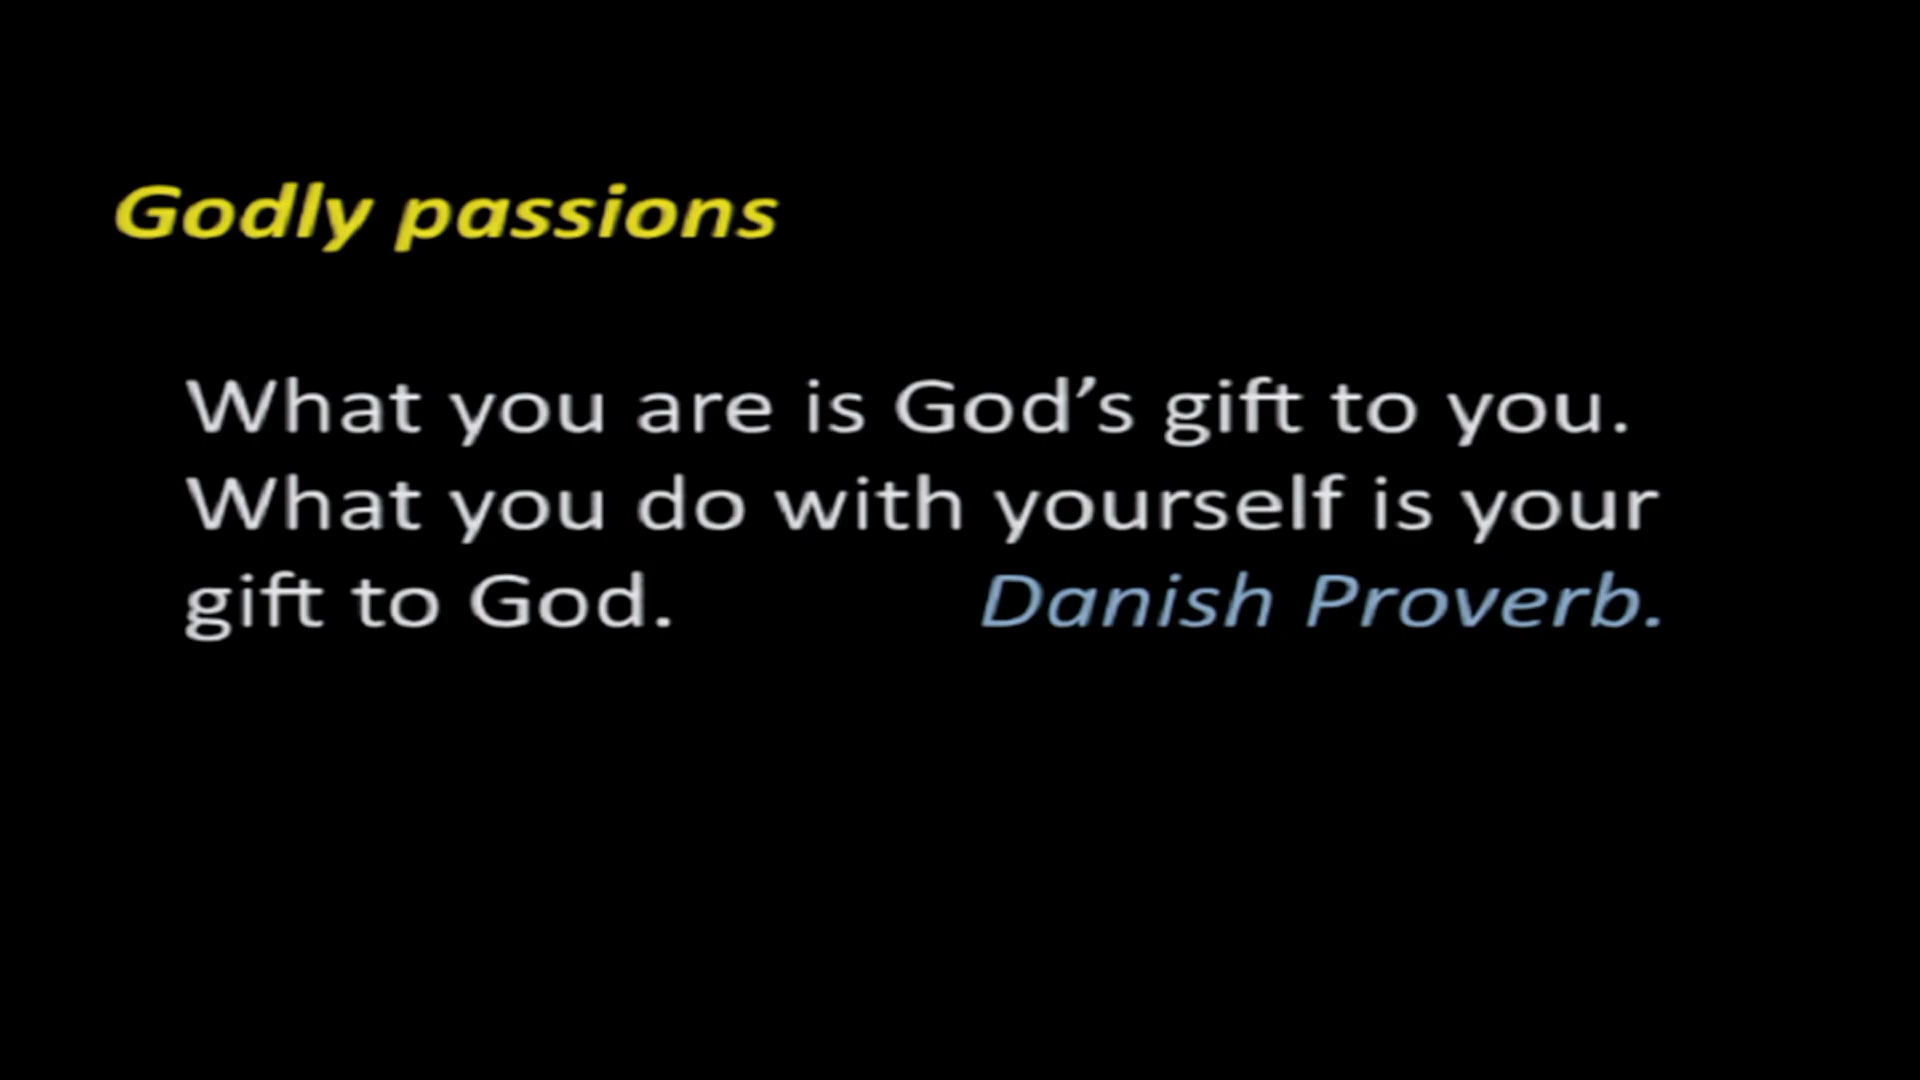 Godly passions
What you are is God’s gift to you.
What you do with yourself is your
gift to God. Danish Proverb.